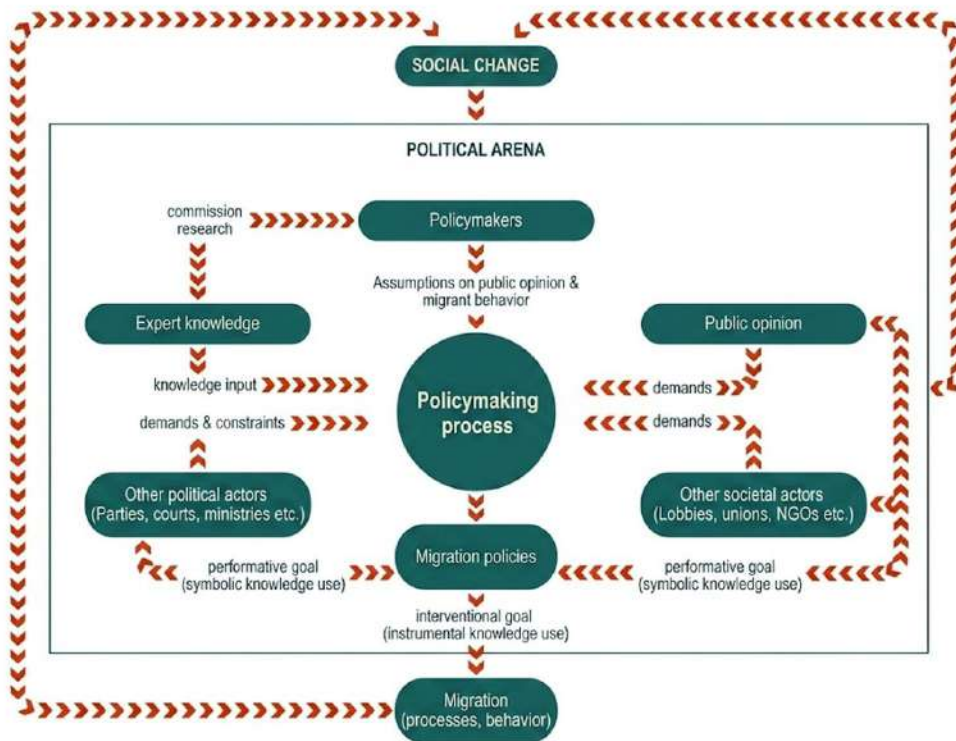 SOCIAL CHANGE
POLITICAL ARENA
commission
research
Policymakers
Assumptions on public opinion &
migrant behavior
Expert knowledge
Public opinion
knowledge input
demands
Policymaking
process
demands & constraints
demands
Other political actors
(Parties, courts, ministries etc.)
Other societal actors
(Lobbies, unions, NGOs etc.)
Migration policies
performative goal
(symbolic knowledge use)
performative goal
(symbolic knowledge use)
interventional goal
(instrumental knowledge use)
Migration
(processes, behavior)